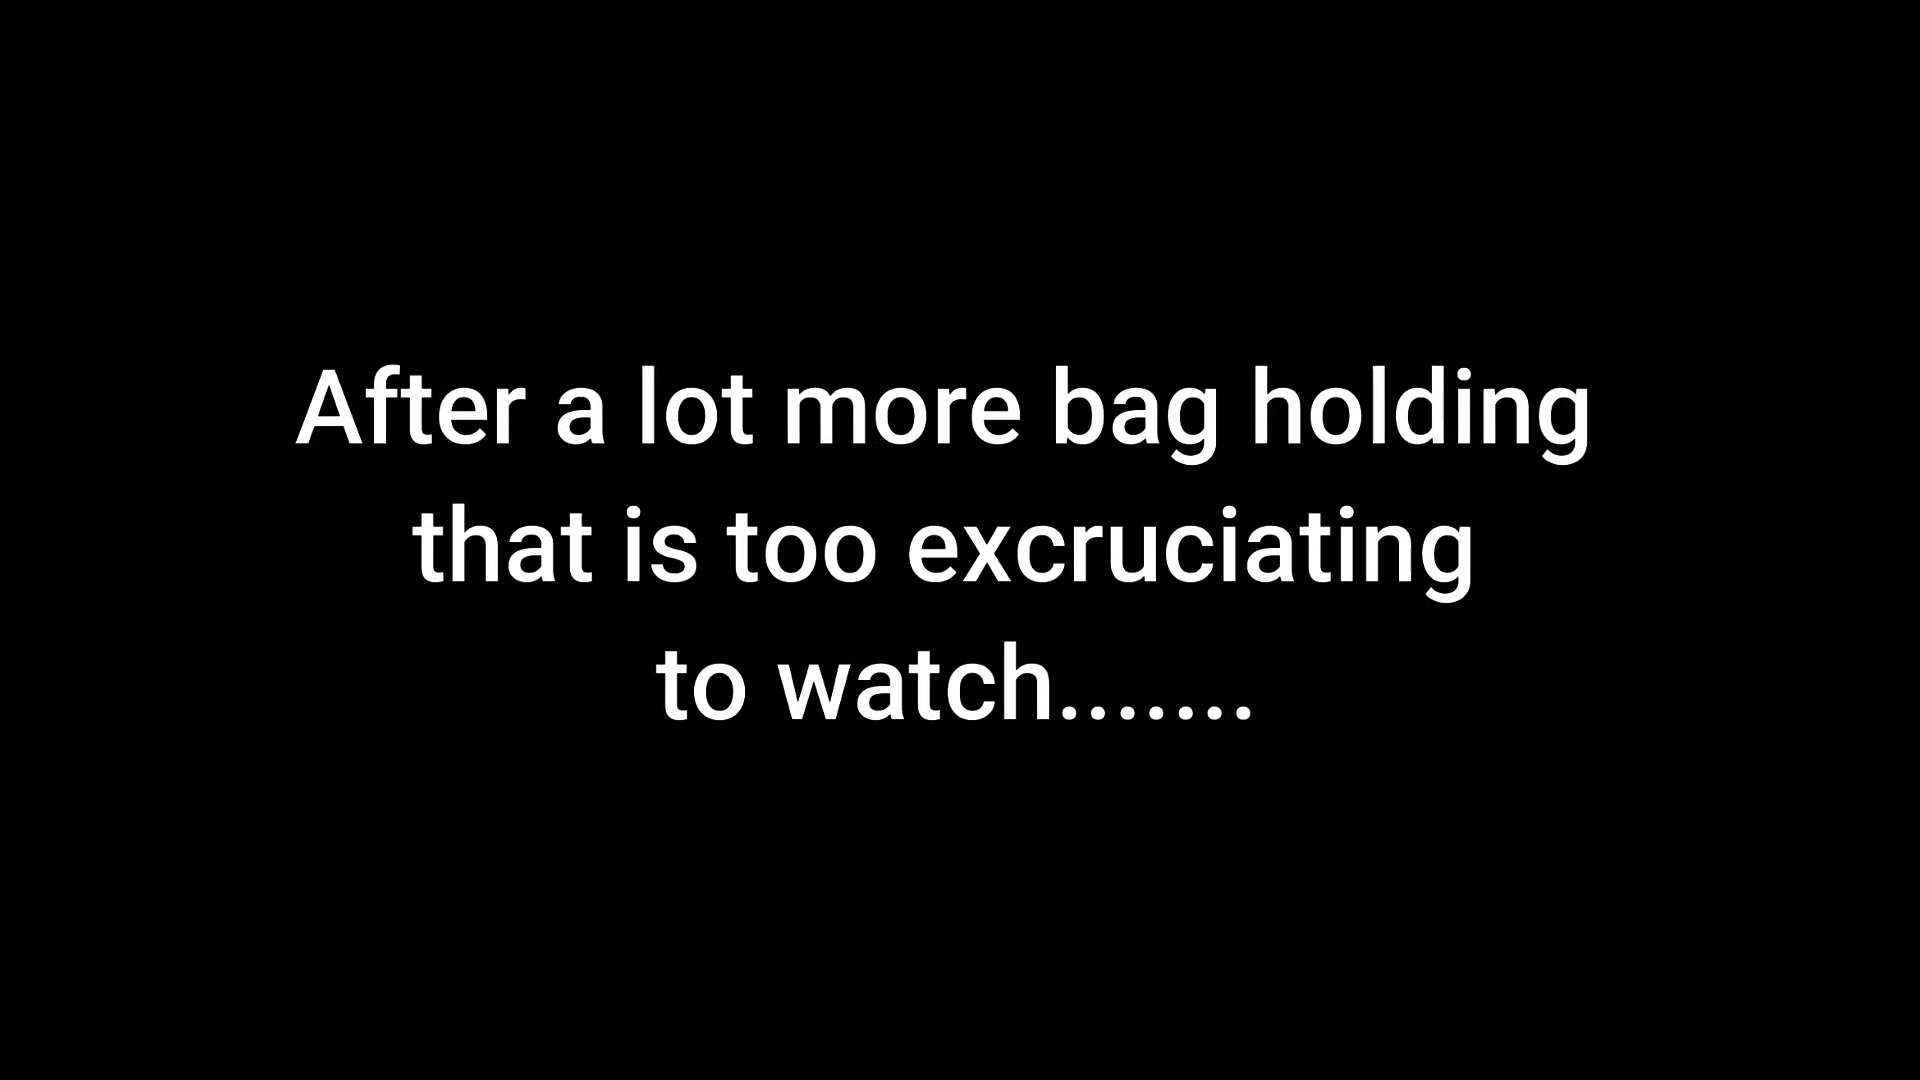 After a lot more bag holding
that is too excruciating
to watch.......